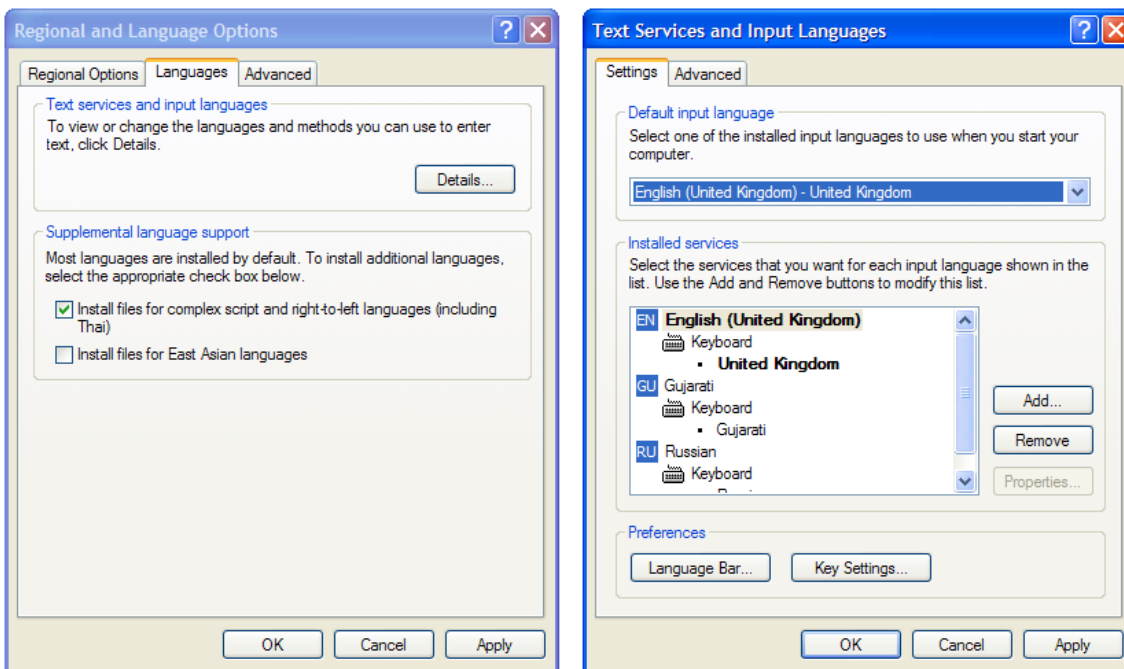 Regional and Language Options
Regional Options
Languages
Advanced
Text services and input languages
To view or change the languages and methods you can use to enter
text, click Details.
Details...
Supplemental language support
Most languages are installed by default. To install additional languages,
select the appropriate check box below.
Install files for complex script and right-to-left languages (including
Thai)
Install files for East Asian languages
OK
Cancel
Apply
Text Services and Input Languages
Settings
Advanced
Default input language
Select one of the installed input languages to use when you start your
computer.
English (United Kingdom) - United Kingdom
Installed services
Select the services that you want for each input language shown in the
list. Use the Add and Remove buttons to modify this list.
EN English (United Kingdom)
Keyboard
• United Kingdom
GU Gujarati
Keyboard
• Gujarati
RU Russian
Keyboard
Add...
Remove
Properties...
Preferences
Language Bar...
Key Settings...
OK
Cancel
Apply